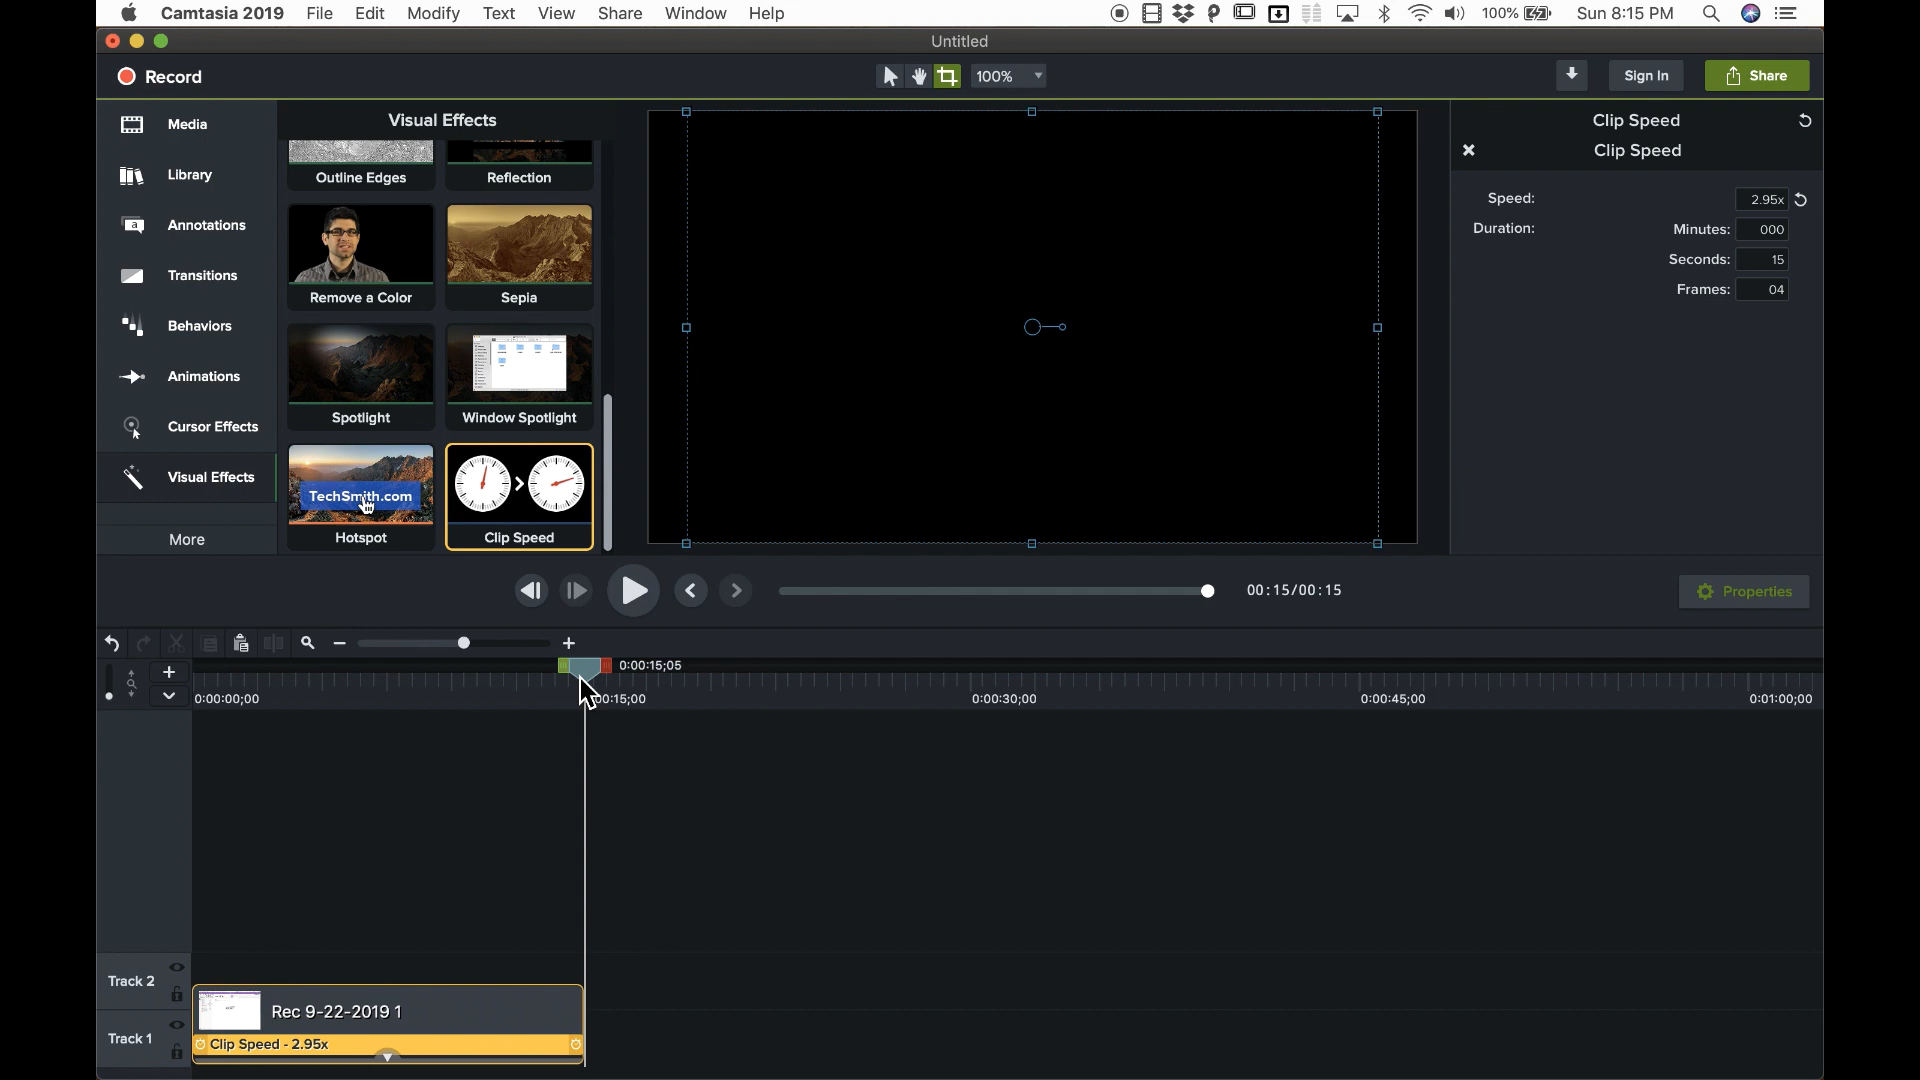 Camtasia 2019 File Edit Modify Text View Share Window Help 100% Sun 8:15 PM
Untitled
Record 100% Sign In Share
Media
Library
Annotations
a
Transitions
Behaviors
Animations
Cursor Effects
Visual Effects
More
Visual Effects
Outline Edges Reflection
Remove a Color Sepia
Spotlight Window Spotlight
TechSmith.com
Hotspot Clip Speed
Clip Speed
Clip Speed
Speed: 2.95x
Duration: Minutes: 000
Seconds: 15
Frames: 04
00:15/00:15
Properties
0:00:15;05
0:00:00;00 00:15;00 0:00:30;00 0:00:45;00 0:01:00;00
Track 2
Rec 9-22-2019 1
Track 1
Clip Speed - 2.95x